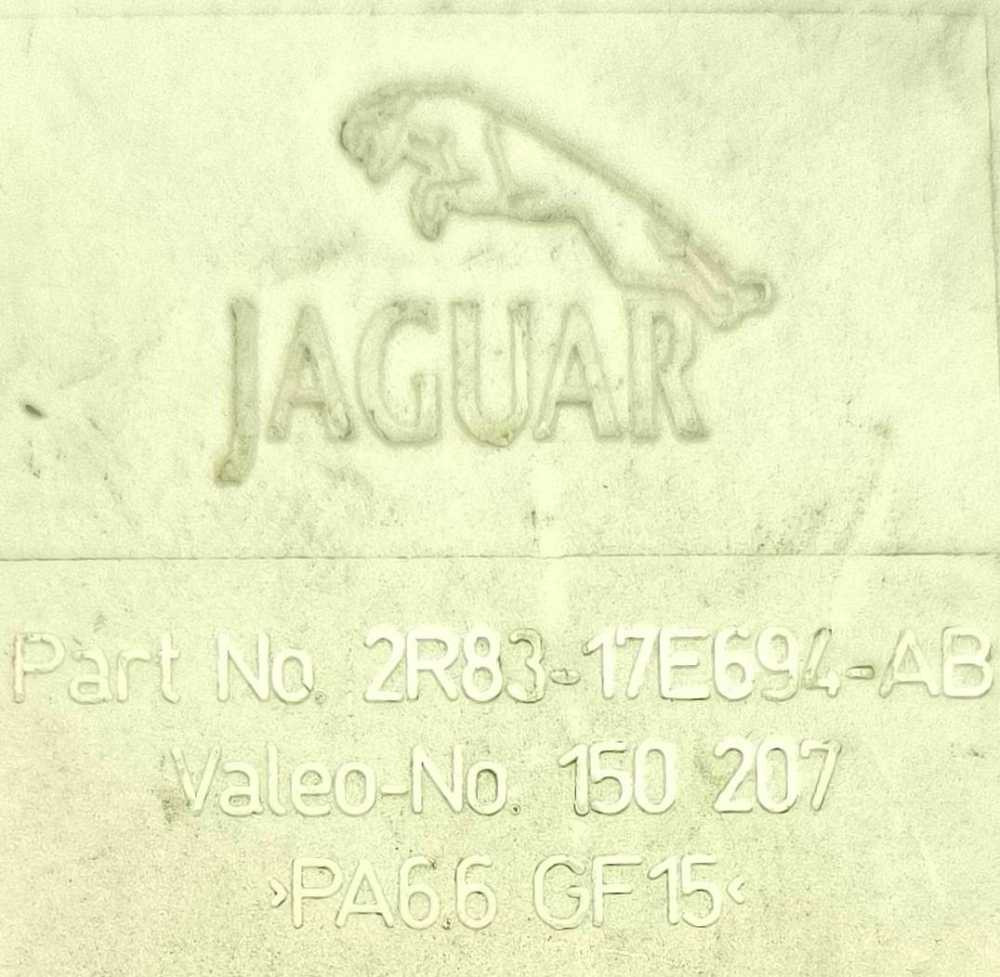 JAGUAR
Part No. 2R83-17E694-AB
Valeo-No. 150 207
›PA6.6 GF15‹